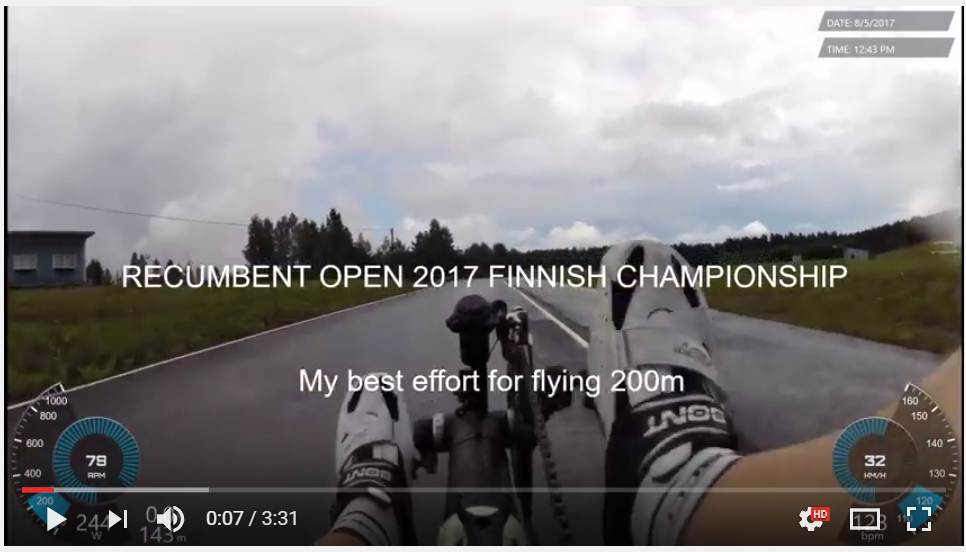 DATE: 8/5/2017
TIME: 12:43 PM
RECUMBENT OPEN 2017 FINNISH CHAMPIONSHIP
My best effort for flying 200m
BONT
BONT
1000
800
600
400
200
79
RPM
244
W
143 m
160
150
140
130
120
32
KM/H
123
bpm
0:07 / 3:31
HD